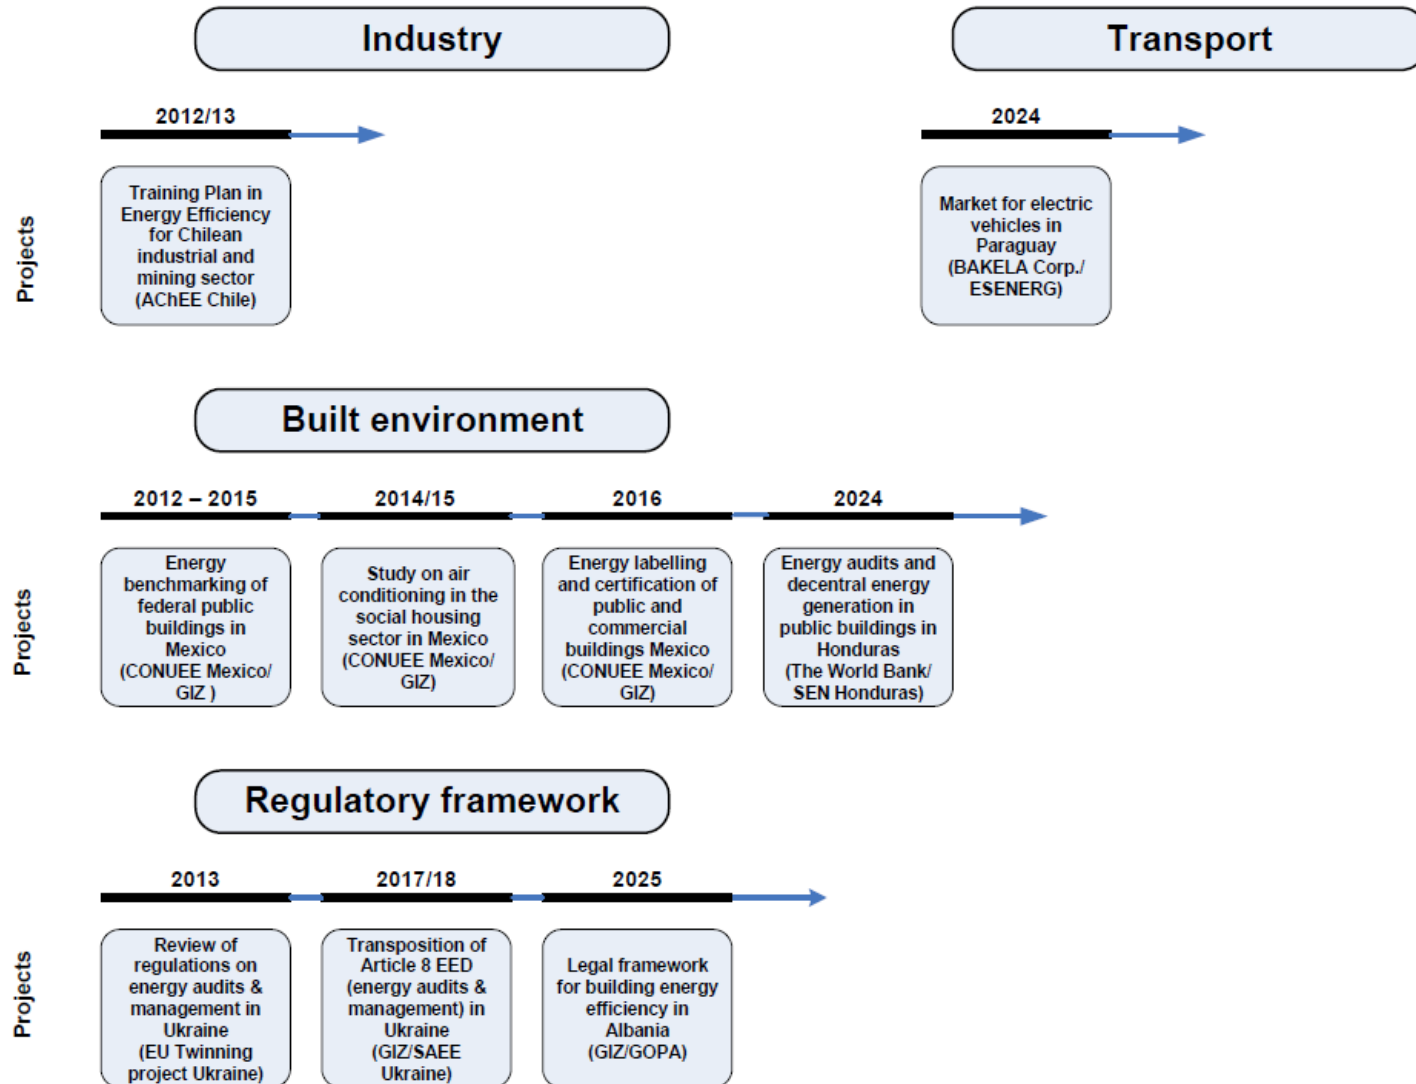 Industry
Transport
2012/13
2024
Projects
Training Plan in
Energy Efficiency
for Chilean
industrial and
mining sector
(AChEE Chile)
Market for electric
vehicles in
Paraguay
(BAKELA Corp./
ESENERG)
Built environment
2012 – 2015
2014/15
2016
2024
Projects
Energy
benchmarking of
federal public
buildings in
Mexico
(CONUEE Mexico/
GIZ )
Study on air
conditioning in the
social housing
sector in Mexico
(CONUEE Mexico/
GIZ)
Energy labelling
and certification of
public and
commercial
buildings Mexico
(CONUEE Mexico/
GIZ)
Energy audits and
decentral energy
generation in
public buildings in
Honduras
(The World Bank/
SEN Honduras)
Regulatory framework
2013
2017/18
2025
Projects
Review of
regulations on
energy audits &
management in
Ukraine
(EU Twinning
project Ukraine)
Transposition of
Article 8 EED
(energy audits &
management) in
Ukraine
(GIZ/SAEE
Ukraine)
Legal framework
for building energy
efficiency in
Albania
(GIZ/GOPA)